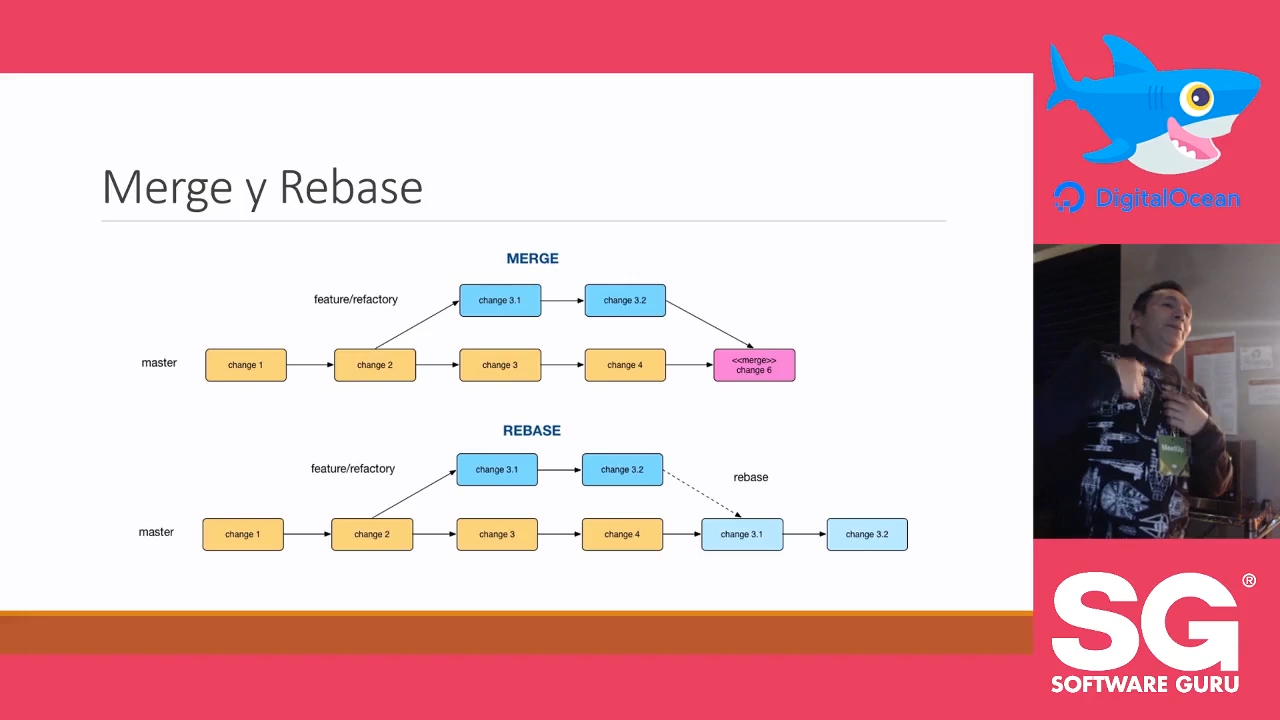 Merge y Rebase
MERGE
feature/refactory
change 3.1
change 3.2
master
change 1
change 2
change 3
change 4
<<merge>>
change 6
REBASE
feature/refactory
change 3.1
change 3.2
rebase
master
change 1
change 2
change 3
change 4
change 3.1
change 3.2
DigitalOcean
MeetUp
SG®
SOFTWARE GURU